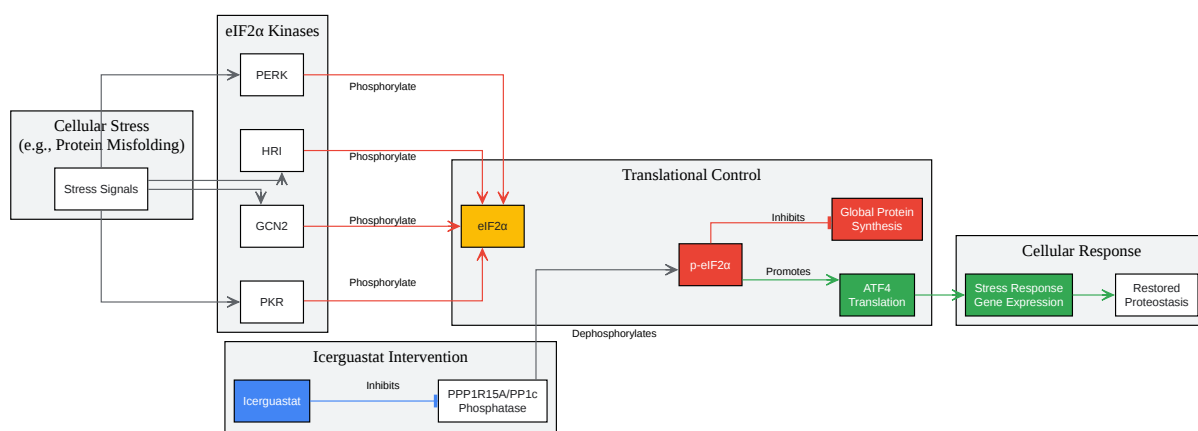 eIF2α Kinases
PERK
Phosphorylate
Cellular Stress
(e.g., Protein Misfolding)
HRI
Phosphorylate
Stress Signals
Translational Control
GCN2
Phosphorylate
eIF2α
Inhibits
Global Protein
Synthesis
p-eIF2α
Promotes
ATF4
Translation
Cellular Response
Stress Response
Gene Expression
Restored
Proteostasis
PKR
Phosphorylate
Dephosphorylates
Icerguastat Intervention
Icerguastat
Inhibits
PPP1R15A/PP1c
Phosphatase